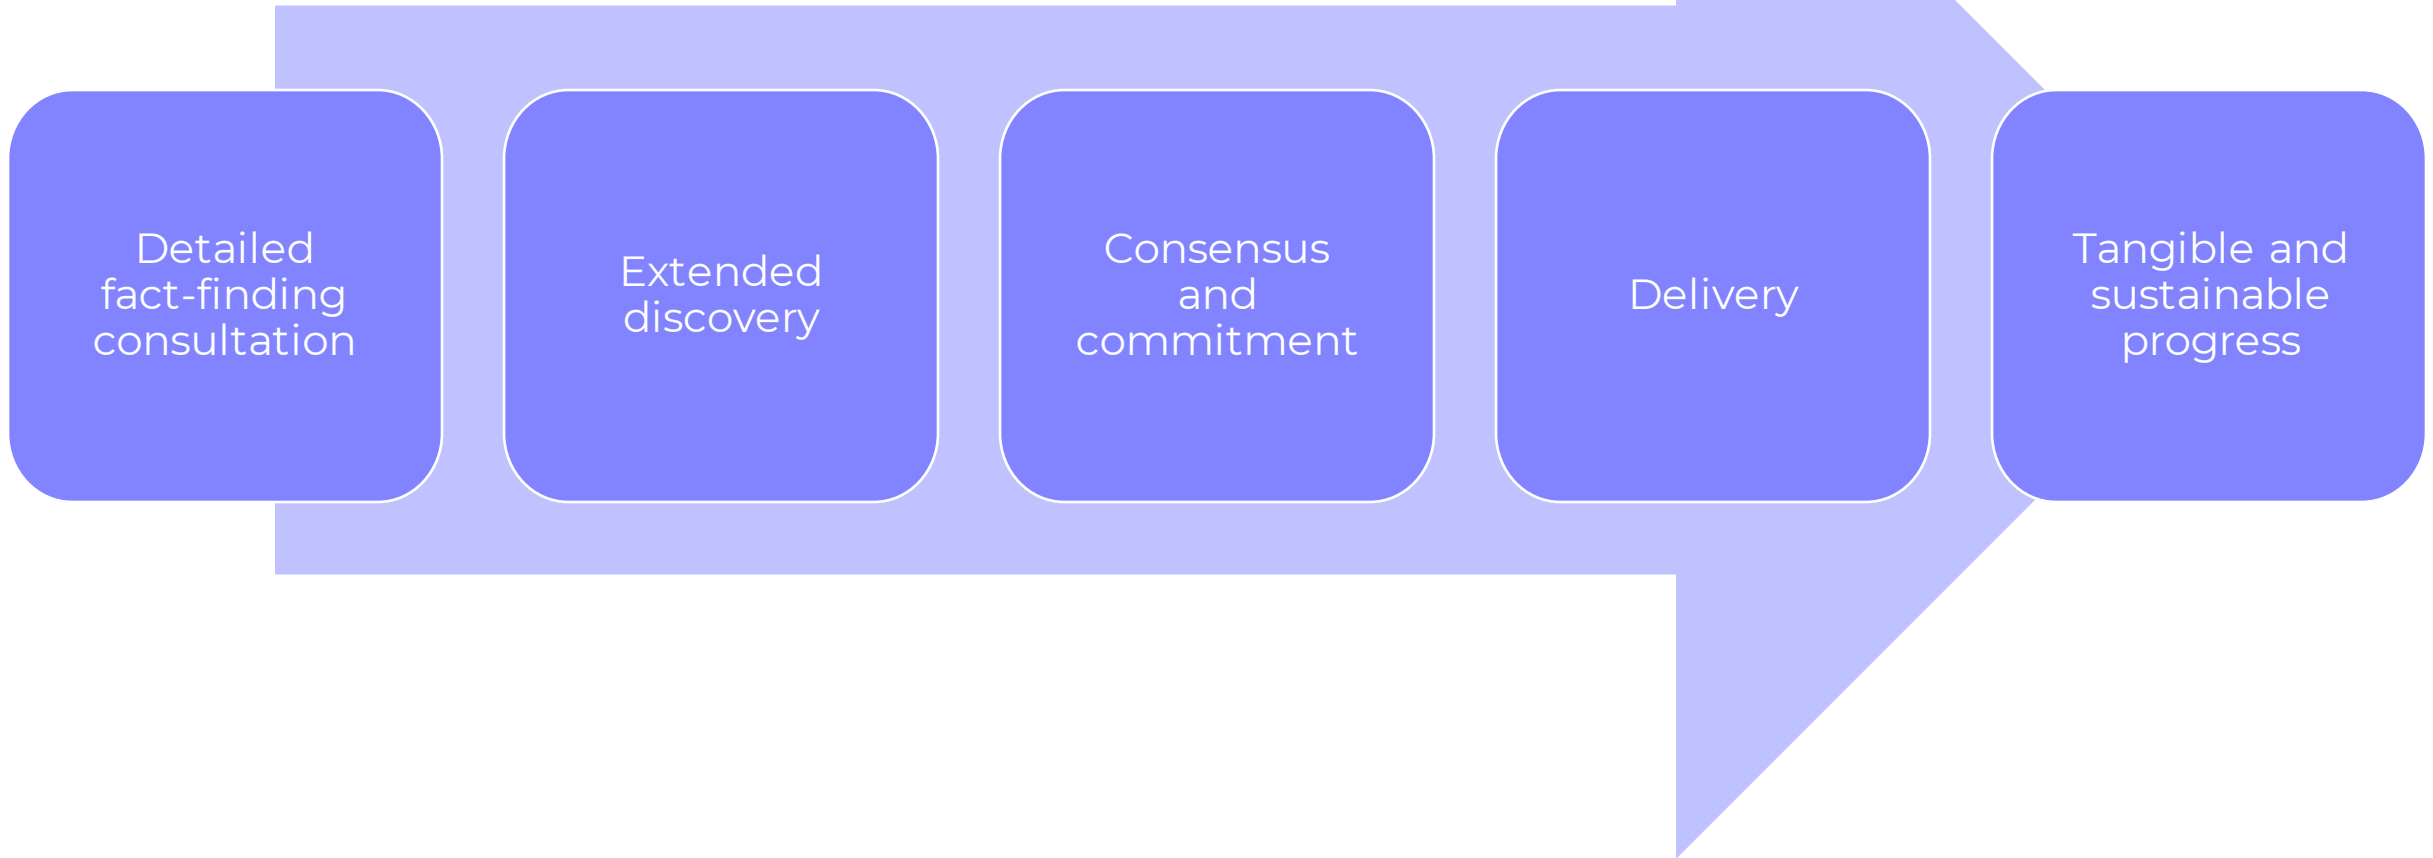 Detailed
fact-finding
consultation
Extended
discovery
Consensus
and
commitment
Delivery
Tangible and
sustainable
progress